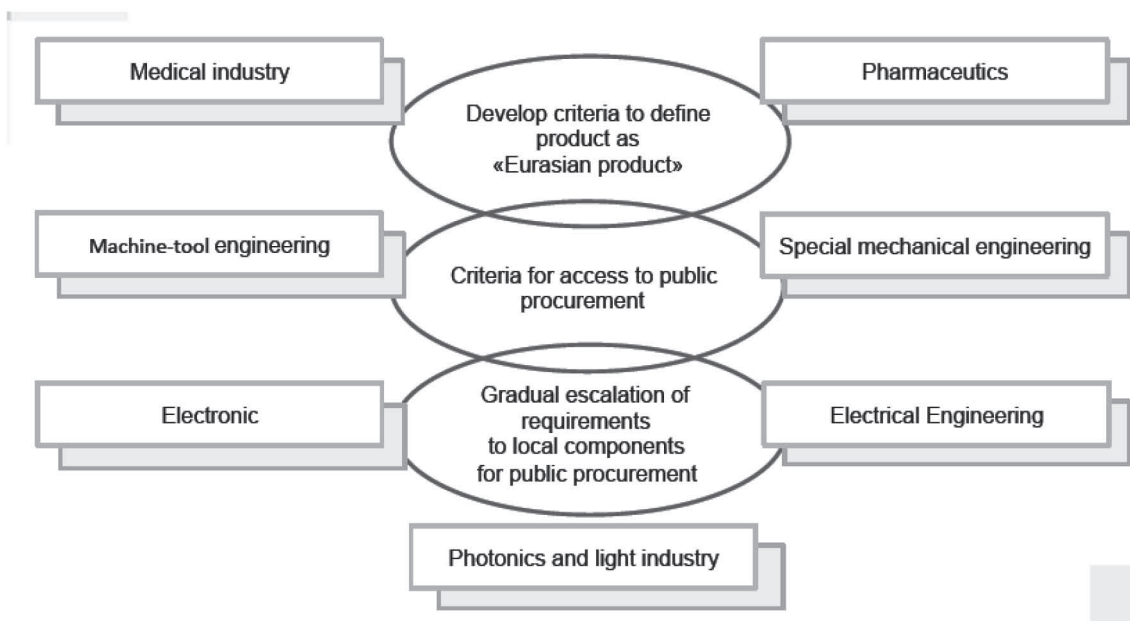 Medical industry
Pharmaceutics
Develop criteria to define
product as
«Eurasian product»
Machine-tool engineering
Special mechanical engineering
Criteria for access to public
procurement
Electronic
Electrical Engineering
Gradual escalation of
requirements
to local components
for public procurement
Photonics and light industry